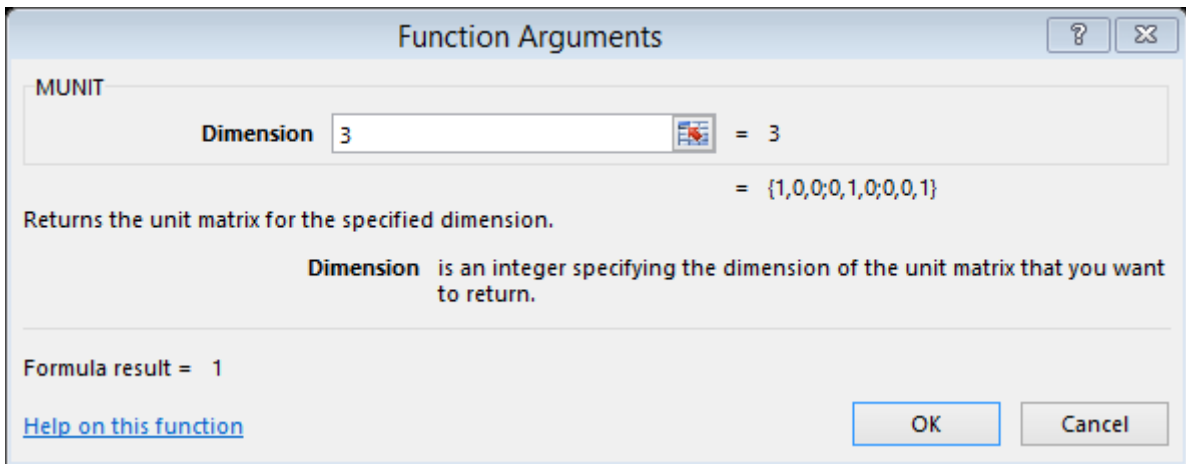 Function Arguments
MUNIT
Dimension 3 = 3
= {1,0,0;0,1,0;0,0,1}
Returns the unit matrix for the specified dimension.
Dimension is an integer specifying the dimension of the unit matrix that you want
to return.
Formula result = 1
Help on this function
OK Cancel